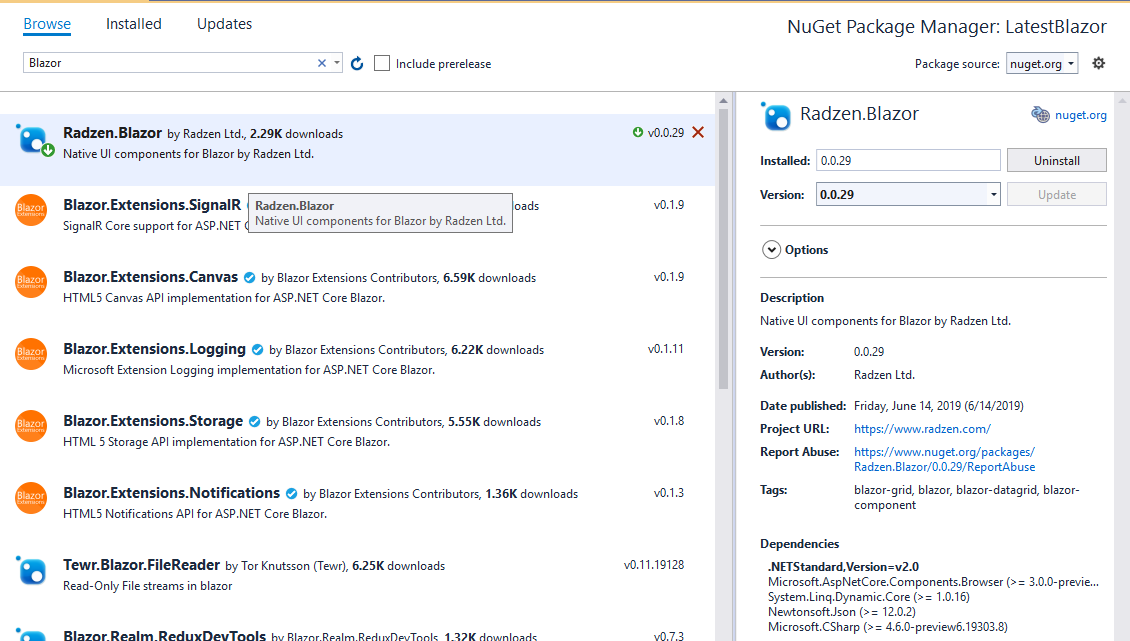 Browse Installed Updates
NuGet Package Manager: LatestBlazor
Blazor
Include prerelease
Package source: nuget.org
Radzen.Blazor by Radzen Ltd., 2.29K downloads v0.0.29
Native UI components for Blazor by Radzen Ltd.
Blazor Extensions
Blazor.Extensions.SignalR oads v0.1.9
SignalR Core support for ASP.NET C
Radzen.Blazor
Native UI components for Blazor by Radzen Ltd.
Blazor Extensions
Blazor.Extensions.Canvas by Blazor Extensions Contributors, 6.59K downloads v0.1.9
HTML5 Canvas API implementation for ASP.NET Core Blazor.
Blazor Extensions
Blazor.Extensions.Logging by Blazor Extensions Contributors, 6.22K downloads v0.1.11
Microsoft Extension Logging implementation for ASP.NET Core Blazor.
Blazor Extensions
Blazor.Extensions.Storage by Blazor Extensions Contributors, 5.55K downloads v0.1.8
HTML 5 Storage API implementation for ASP.NET Core Blazor.
Blazor Extensions
Blazor.Extensions.Notifications by Blazor Extensions Contributors, 1.36K downloads v0.1.3
HTML5 Notifications API for ASP.NET Core Blazor.
Tewr.Blazor.FileReader by Tor Knutsson (Tewr), 6.25K downloads v0.11.19128
Read-Only File streams in blazor
Blazor.Realm.ReduxDevTools by Blazor.Realm, 1.32K downloads v0.7.3
Radzen.Blazor nuget.org
Installed: 0.0.29 Uninstall
Version: 0.0.29 Update
Options
Description
Native UI components for Blazor by Radzen Ltd.
Version: 0.0.29
Author(s): Radzen Ltd.
Date published: Friday, June 14, 2019 (6/14/2019)
Project URL: https://www.radzen.com/
Report Abuse: https://www.nuget.org/packages/
Radzen.Blazor/0.0.29/ReportAbuse
Tags: blazor-grid, blazor, blazor-datagrid, blazor-
component
Dependencies
.NETStandard,Version=v2.0
Microsoft.AspNetCore.Components.Browser (>= 3.0.0-previe...
System.Linq.Dynamic.Core (>= 1.0.16)
Newtonsoft.Json (>= 12.0.2)
Microsoft.CSharp (>= 4.6.0-preview6.19303.8)